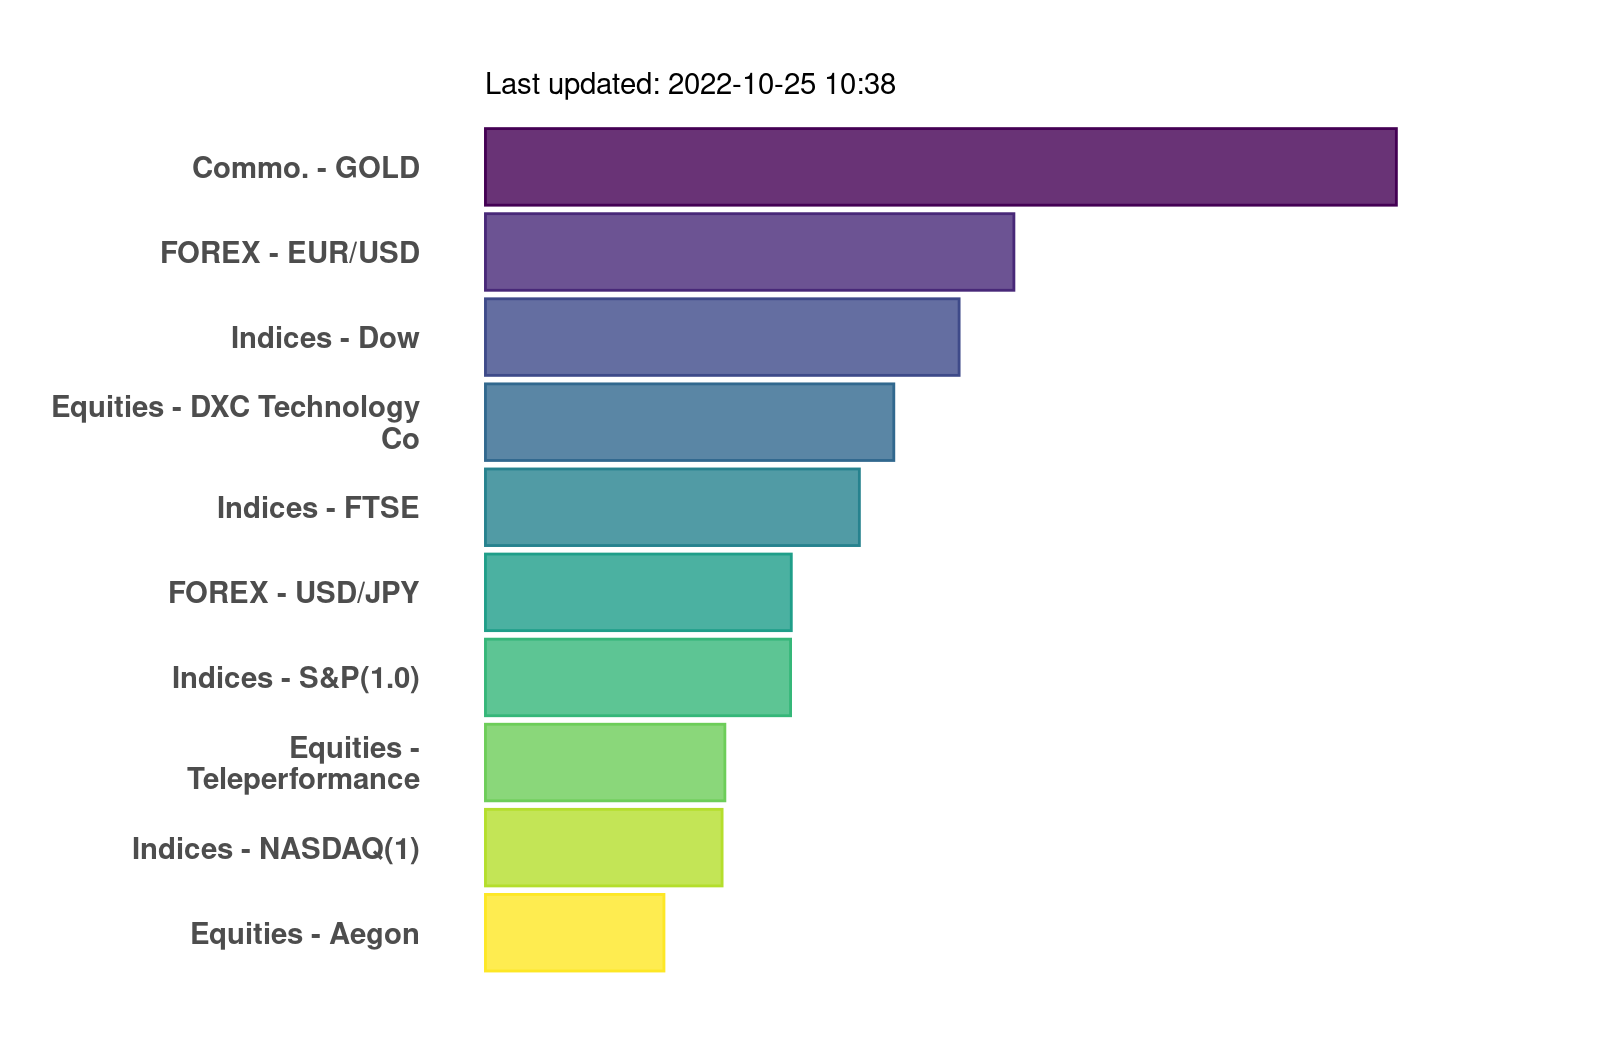 Last updated: 2022-10-25 10:38
Commo. - GOLD
FOREX - EUR/USD
Indices - Dow
Equities - DXC Technology
Co
Indices - FTSE
FOREX - USD/JPY
Indices - S&P(1.0)
Equities -
Teleperformance
Indices - NASDAQ(1)
Equities - Aegon